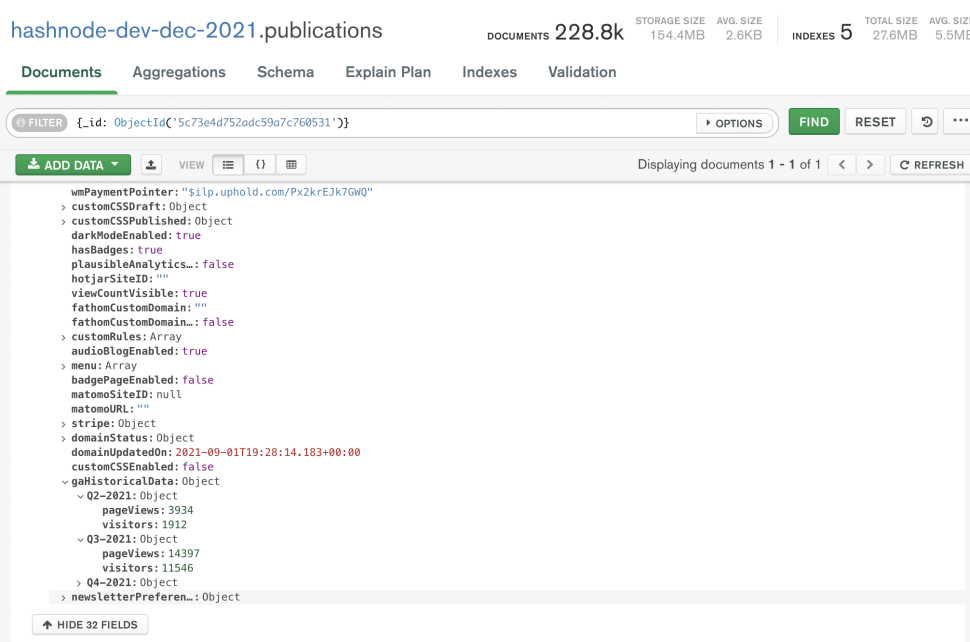 hashnode-dev-dec-2021.publications
DOCUMENTS 228.8k STORAGE SIZE 154.4MB AVG. SIZE 2.6KB INDEXES 5 TOTAL SIZE 27.6MB AVG. SIZE 5.5MB
Documents Aggregations Schema Explain Plan Indexes Validation
FILTER {_id: ObjectId('5c73e4d752adc59a7c760531')} OPTIONS FIND RESET ...
ADD DATA VIEW {} Displaying documents 1 - 1 of 1 < > REFRESH
wmPaymentPointer: "$ilp.uphold.com/Px2krEJk7GWQ"
> customCSSDraft: Object
> customCSSPublished: Object
darkModeEnabled: true
hasBadges: true
plausibleAnalytics…: false
hotjarSiteID: ""
viewCountVisible: true
fathomCustomDomain: ""
fathomCustomDomain…: false
> customRules: Array
audioBlogEnabled: true
> menu: Array
badgePageEnabled: false
matomoSiteID: null
matomoURL: ""
> stripe: Object
> domainStatus: Object
domainUpdatedOn: 2021-09-01T19:28:14.183+00:00
customCSSEnabled: false
gaHistoricalData: Object
Q2-2021: Object
pageViews: 3934
visitors: 1912
Q3-2021: Object
pageViews: 14397
visitors: 11546
> Q4-2021: Object
> newsletterPreferen…: Object
HIDE 32 FIELDS